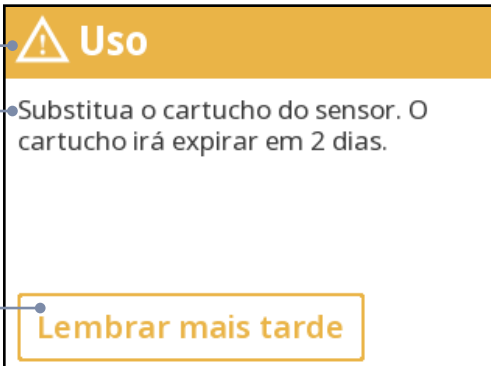 Uso
Substitua o cartucho do sensor. O
cartucho irá expirar em 2 dias.
Lembrar mais tarde